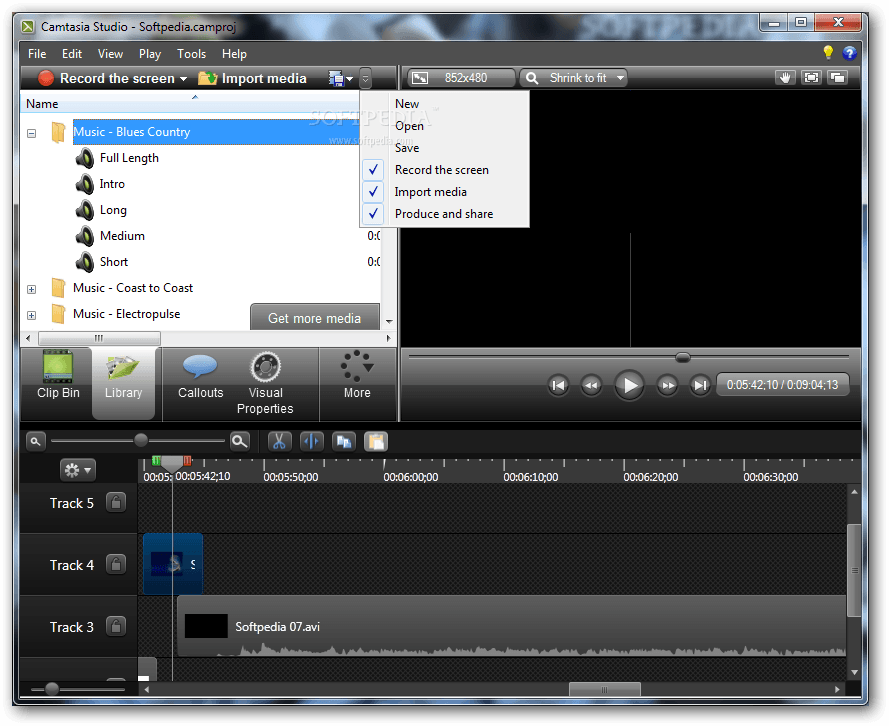 Camtasia Studio - Softpedia.camproj
File Edit View Play Tools Help
Record the screen Import media 852x480 Shrink to fit
Name
New
Open
Save
Record the screen
Import media
Produce and share
SOFTPEDIA
www.softpedia.com
Music - Blues Country
Full Length
Intro
Long
Medium 0:0
Short 0:0
Music - Coast to Coast
Music - Electropulse
Get more media
Clip Bin Library Callouts Visual Properties More
0:05:42;10 / 0:09:04;13
00:05: 00:05:42;10 00:05:50;00 00:06:00;00 00:06:10;00 00:06:20;00 00:06:30;00
Track 5
Track 4 S
Track 3 Softpedia 07.avi